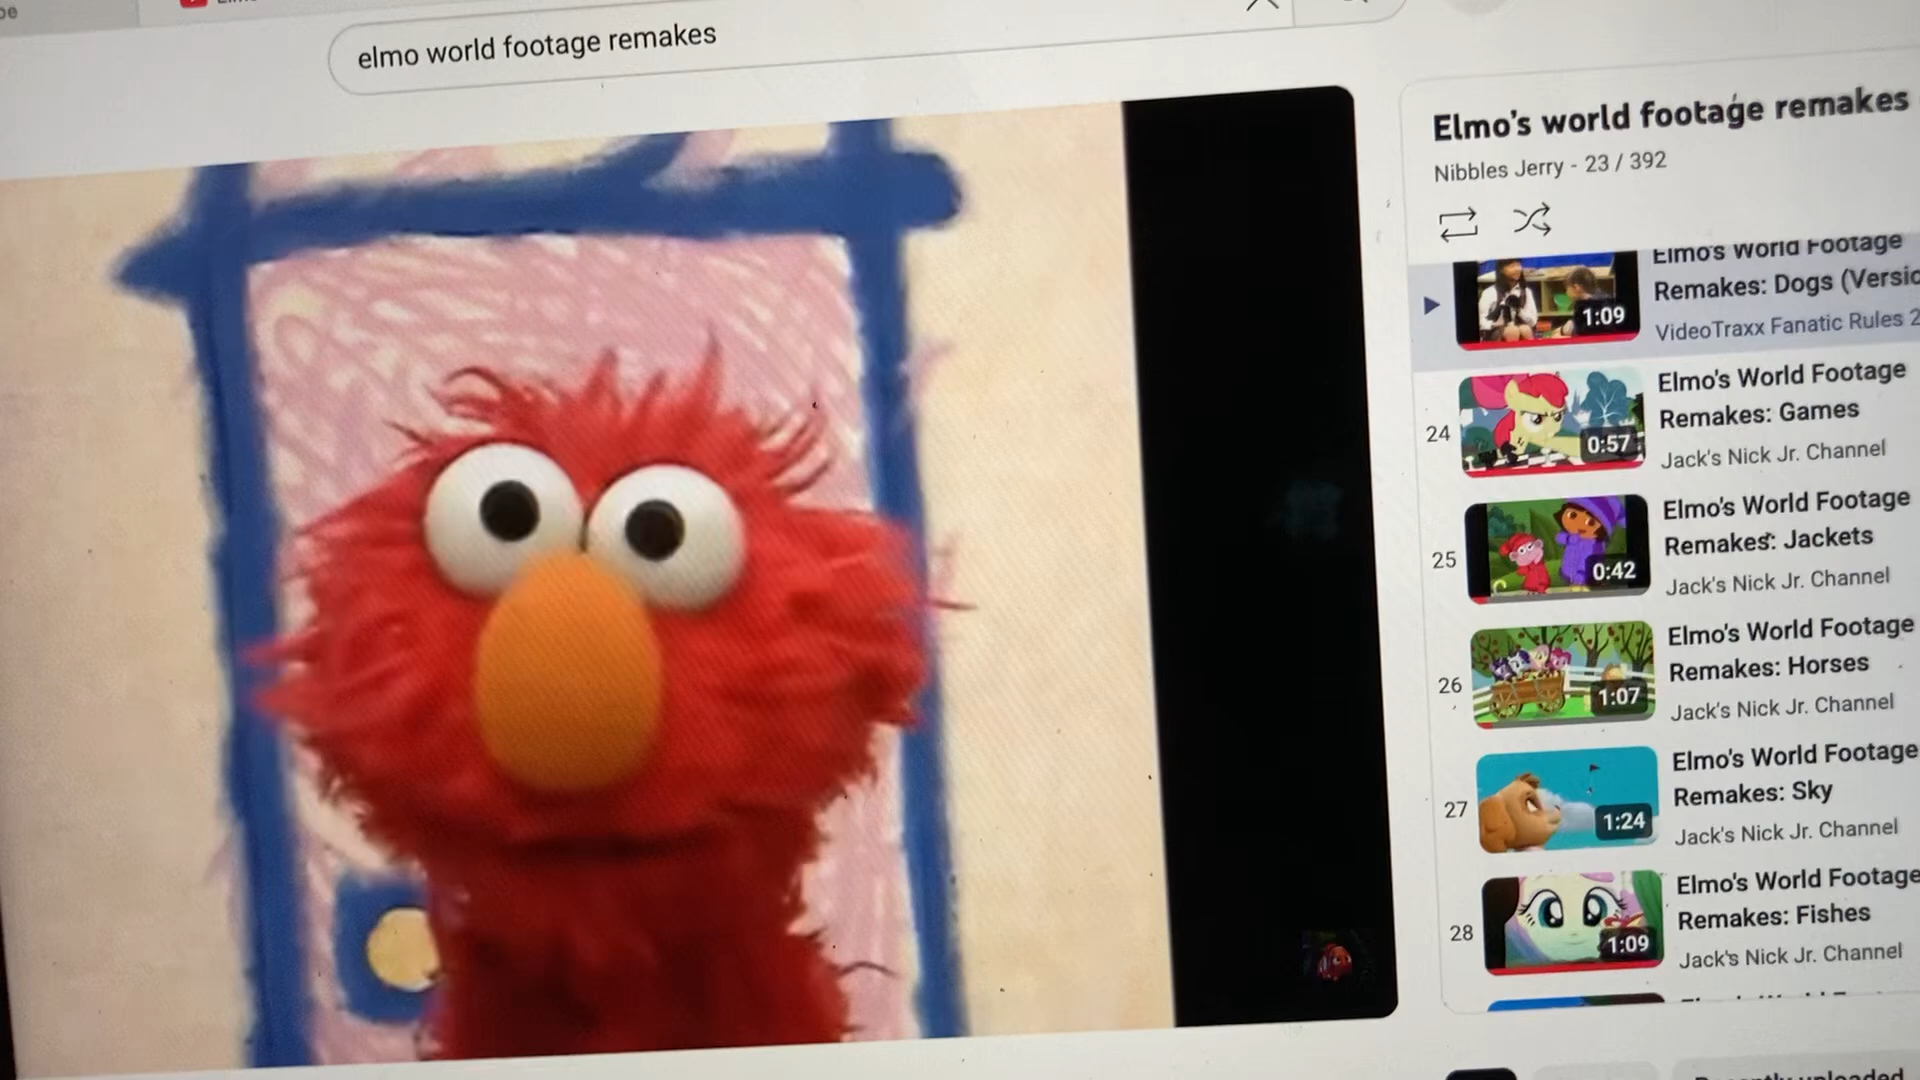 elmo world footage remakes
Elmo's world footage remakes
Nibbles Jerry - 23 / 392
Elmo's World Footage
Remakes: Dogs (Versio
VideoTraxx Fanatic Rules 2
1:09
24
Elmo's World Footage
Remakes: Games
Jack's Nick Jr. Channel
0:57
25
Elmo's World Footage
Remakes: Jackets
Jack's Nick Jr. Channel
0:42
26
Elmo's World Footage
Remakes: Horses
Jack's Nick Jr. Channel
1:07
27
Elmo's World Footage
Remakes: Sky
Jack's Nick Jr. Channel
1:24
28
Elmo's World Footage
Remakes: Fishes
Jack's Nick Jr. Channel
1:09
Recently uploaded